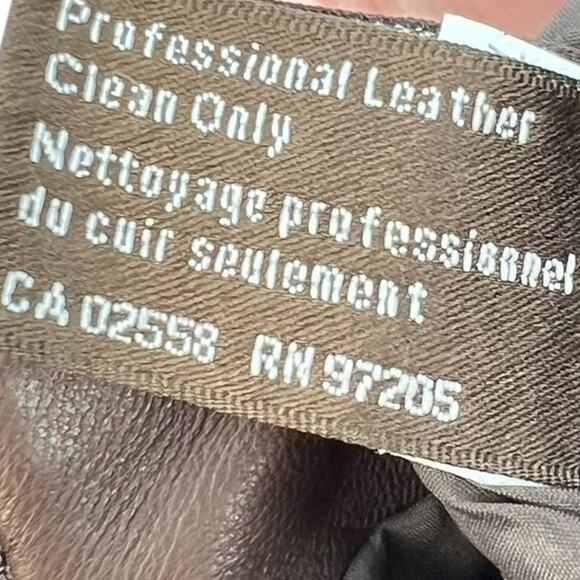 Professional Leather
Clean Only
Nettoyage professionnel
du cuir seulement
CA 02558 RN 97205